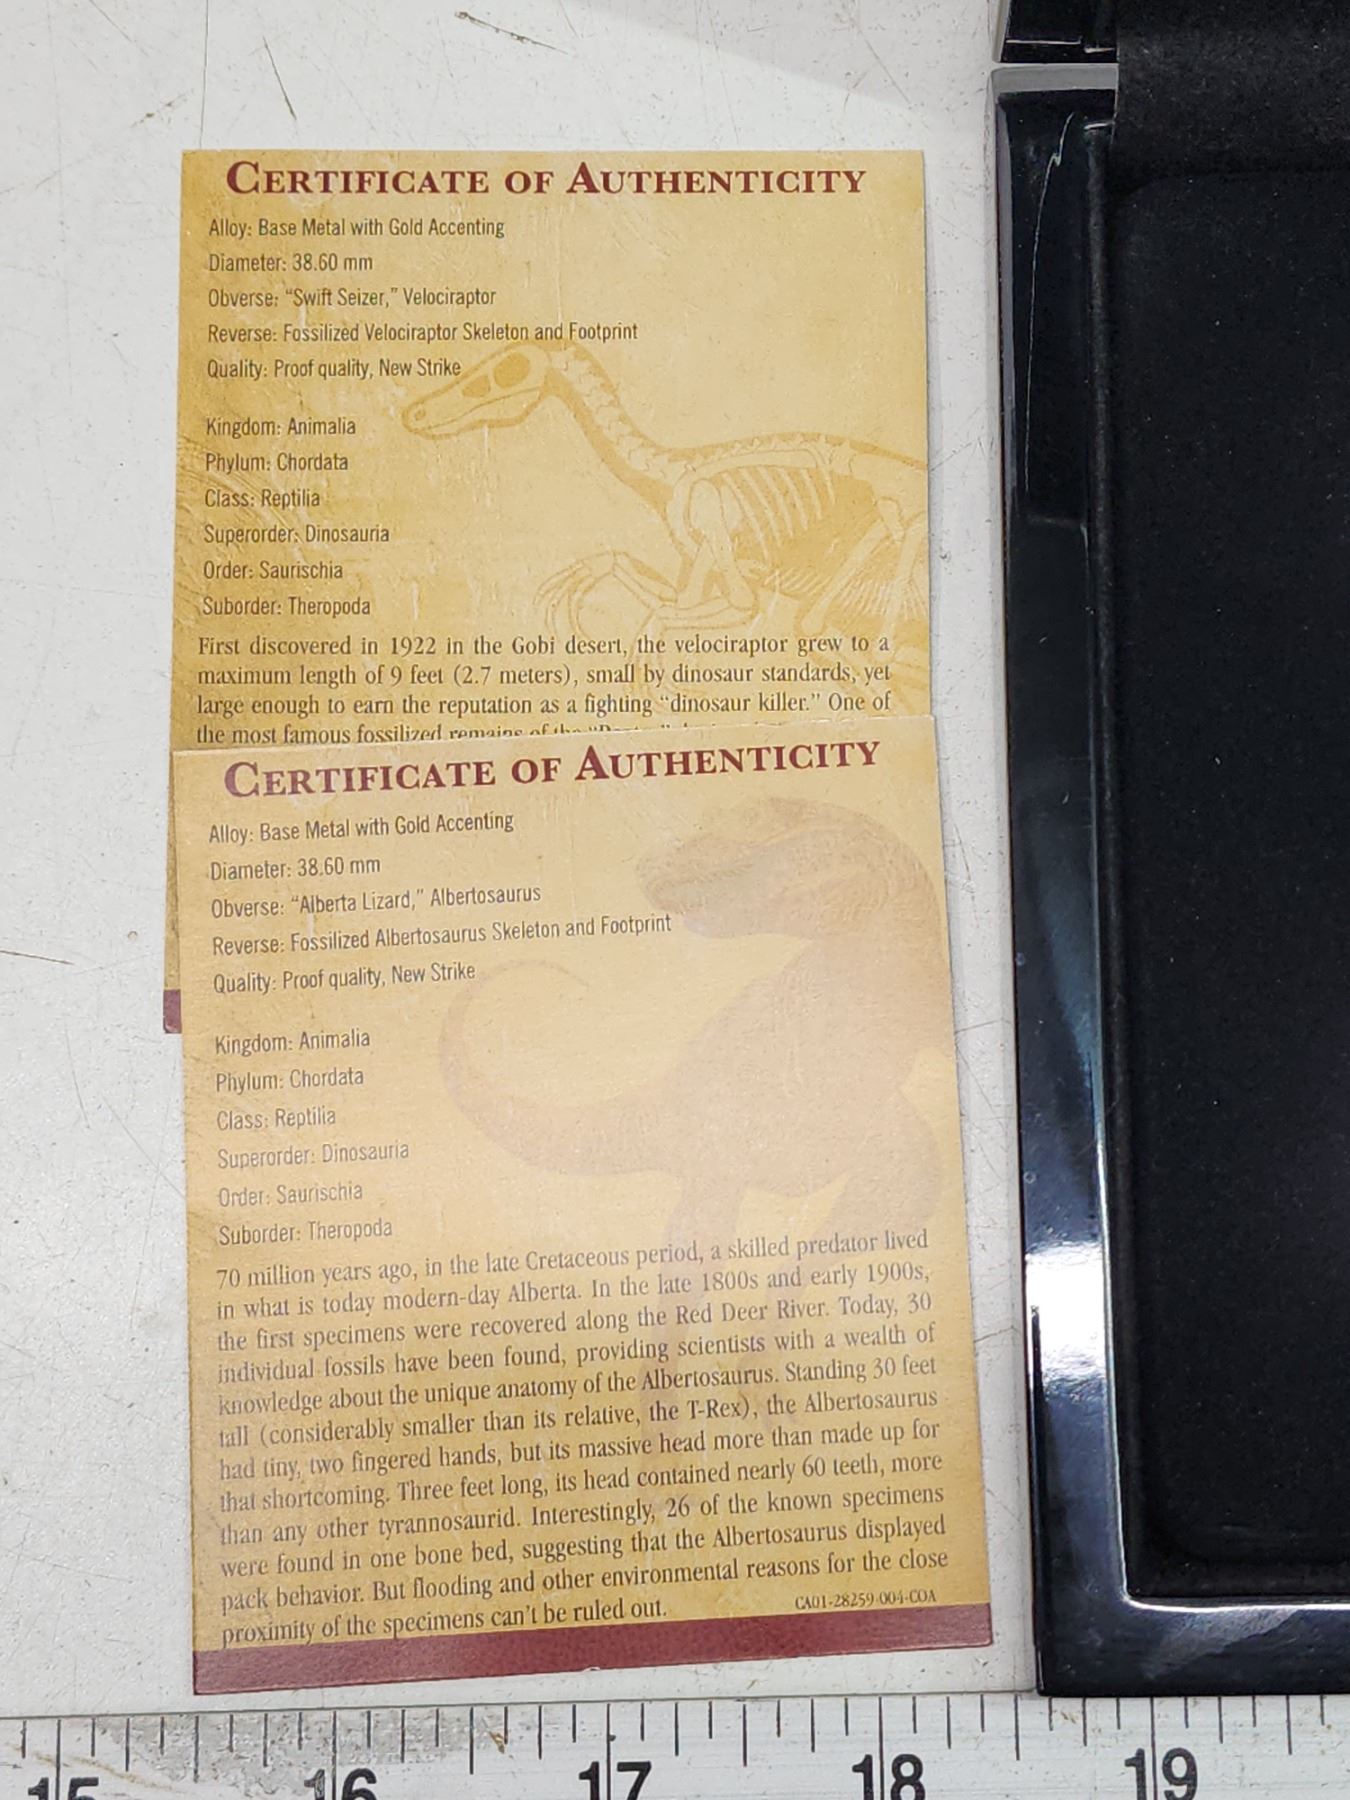 CERTIFICATE OF AUTHENTICITY
Alloy: Base Metal with Gold Accenting
Diameter: 38.60 mm
Obverse: “Swift Seizer,” Velociraptor
Reverse: Fossilized Velociraptor Skeleton and Footprint
Quality: Proof quality, New Strike
Kingdom: Animalia
Phylum: Chordata
Class: Reptilia
Superorder: Dinosauria
Order: Saurischia
Suborder: Theropoda
First discovered in 1922 in the Gobi desert, the velociraptor grew to a
maximum length of 9 feet (2.7 meters), small by dinosaur standards, yet
large enough to earn the reputation as a fighting “dinosaur killer.” One of
the most famous fossilized remains of the
CERTIFICATE OF AUTHENTICITY
Alloy: Base Metal with Gold Accenting
Diameter: 38.60 mm
Obverse: “Alberta Lizard,” Albertosaurus
Reverse: Fossilized Albertosaurus Skeleton and Footprint
Quality: Proof quality, New Strike
Kingdom: Animalia
Phylum: Chordata
Class: Reptilia
Superorder: Dinosauria
Order: Saurischia
Suborder: Theropoda
70 million years ago, in the late Cretaceous period, a skilled predator lived
in what is today modern-day Alberta. In the late 1800s and early 1900s,
the first specimens were recovered along the Red Deer River. Today, 30
individual fossils have been found, providing scientists with a wealth of
knowledge about the unique anatomy of the Albertosaurus. Standing 30 feet
tall (considerably smaller than its relative, the T-Rex), the Albertosaurus
had tiny, two fingered hands, but its massive head more than made up for
that shortcoming. Three feet long, its head contained nearly 60 teeth, more
than any other tyrannosaurid. Interestingly, 26 of the known specimens
were found in one bone bed, suggesting that the Albertosaurus displayed
pack behavior. But flooding and other environmental reasons for the close
proximity of the specimens can't be ruled out.
CA01-28259-004-COA
15 16 17 18 19